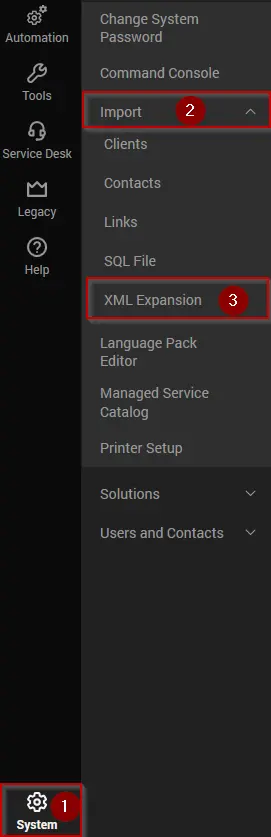 Automation
Tools
Service Desk
Legacy
Help
Change System
Password
Command Console
Import 2
Clients
Contacts
Links
SQL File
XML Expansion 3
Language Pack
Editor
Managed Service
Catalog
Printer Setup
Solutions
Users and Contacts
1
System